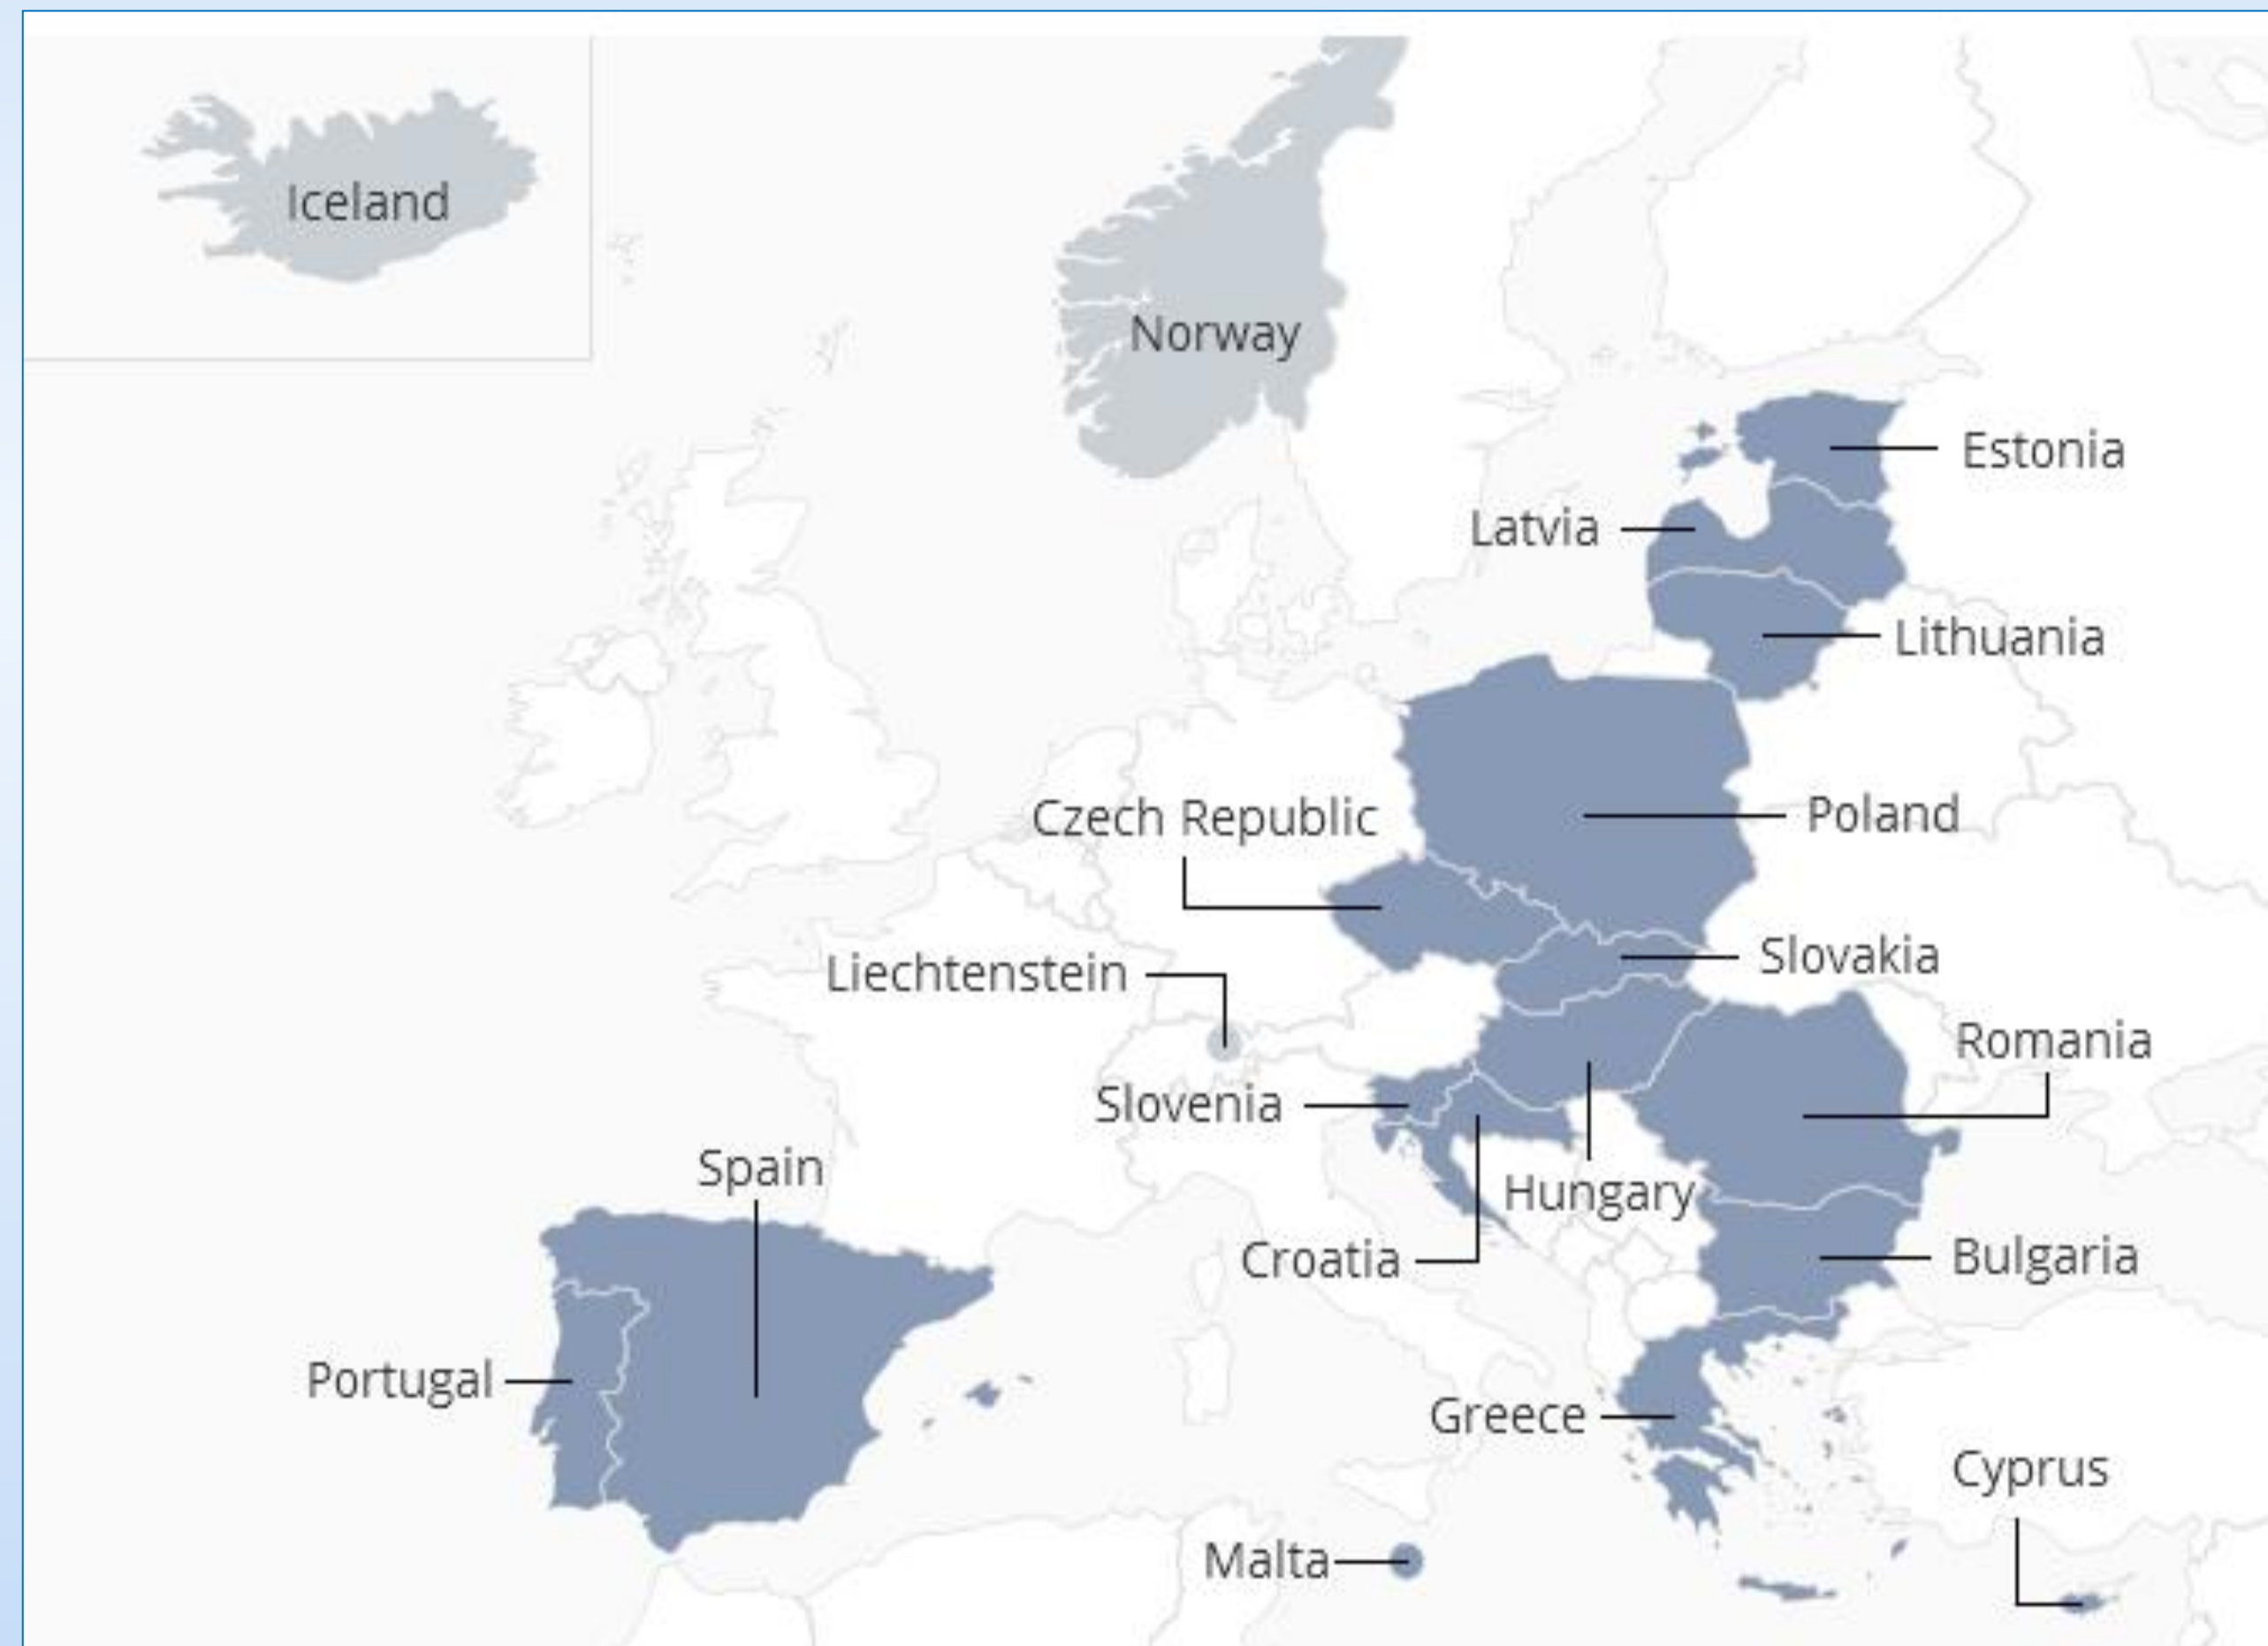 Iceland
Norway
Estonia
Latvia
Lithuania
Czech Republic
Poland
Liechtenstein
Slovakia
Romania
Slovenia
Spain
Hungary
Croatia
Bulgaria
Portugal
Greece
Cyprus
Malta